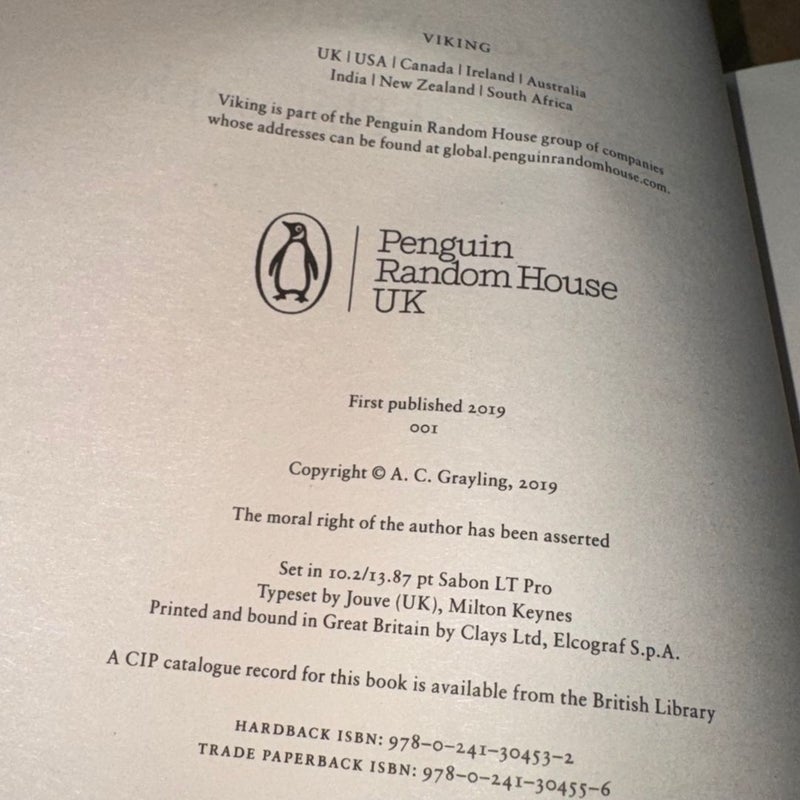 VIKING
UK | USA | Canada | Ireland | Australia
India | New Zealand | South Africa
Viking is part of the Penguin Random House group of companies
whose addresses can be found at global.penguinrandomhouse.com.
Penguin
Random House
UK
First published 2019
001
Copyright © A. C. Grayling, 2019
The moral right of the author has been asserted
Set in 10.2/13.87 pt Sabon LT Pro
Typeset by Jouve (UK), Milton Keynes
Printed and bound in Great Britain by Clays Ltd, Elcograf S.p.A.
A CIP catalogue record for this book is available from the British Library
HARDBACK ISBN: 978-0-241-30453-2
TRADE PAPERBACK ISBN: 978-0-241-30455-6